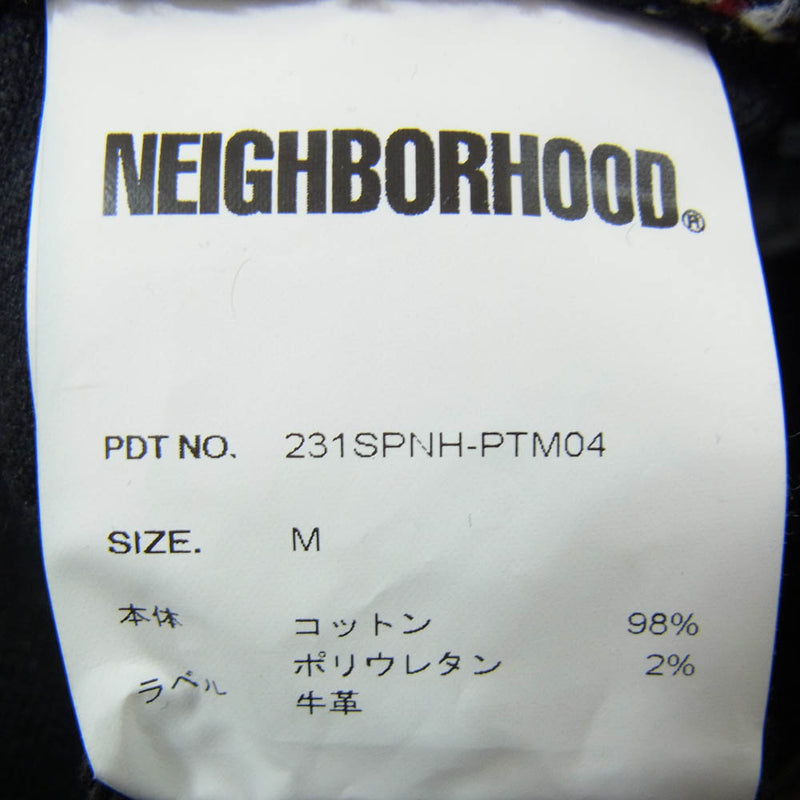 NEIGHBORHOOD®
PDT NO. 231SPNH-PTM04
SIZE. M
本体 コットン 98%
ポリウレタン 2%
ラベル 牛革